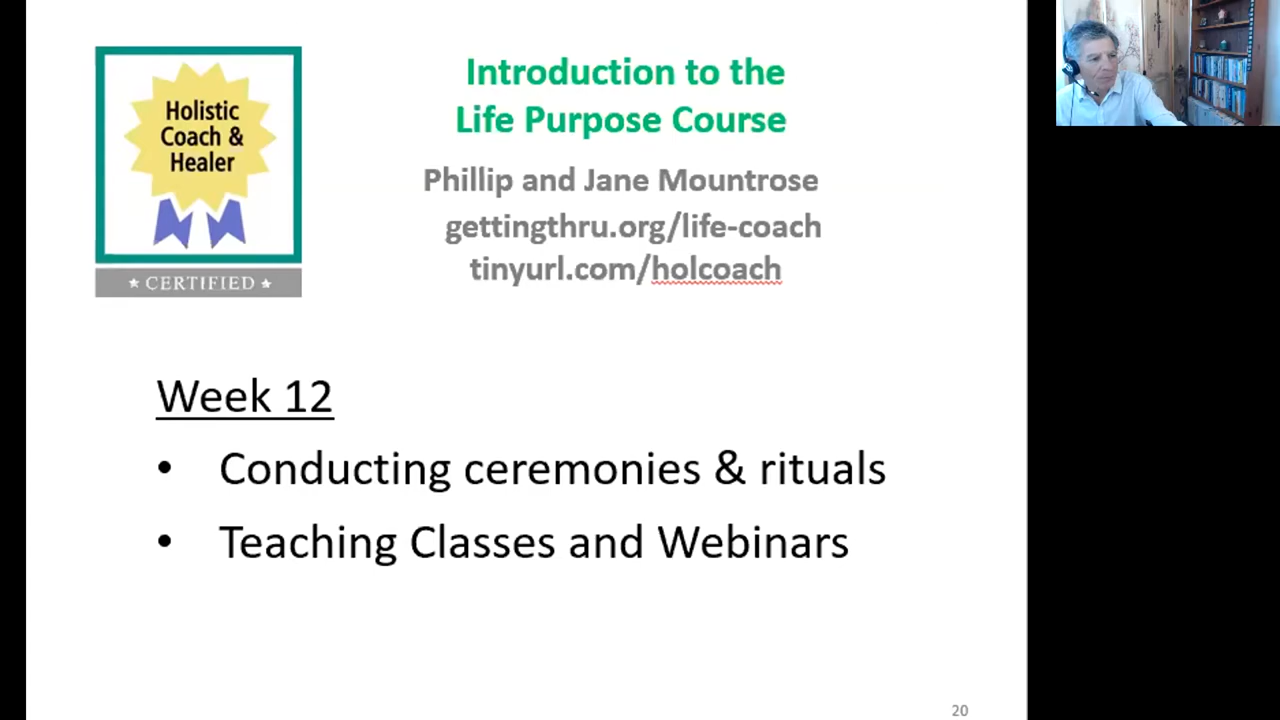 Holistic
Coach &
Healer
★ CERTIFIED ★
Introduction to the
Life Purpose Course
Phillip and Jane Mountrose
gettingthru.org/life-coach
tinyurl.com/holcoach
Week 12
• Conducting ceremonies & rituals
• Teaching Classes and Webinars
20